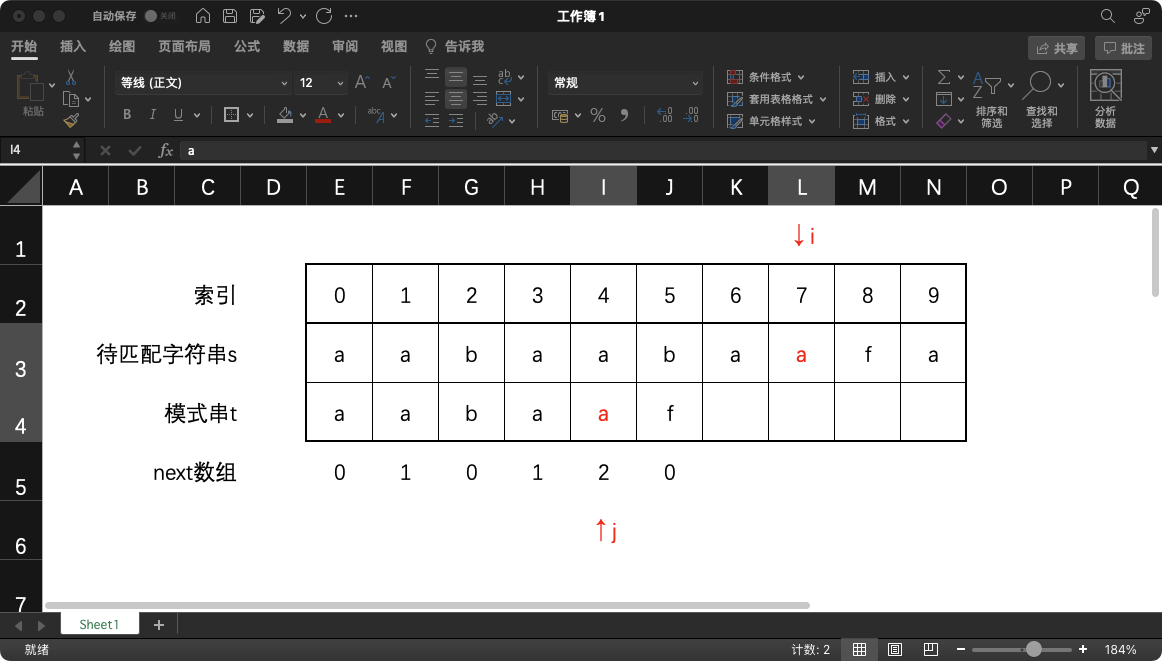 自动保存 关闭 工作簿1
开始 插入 绘图 页面布局 公式 数据 审阅 视图 告诉我 共享 批注
粘贴 等线 (正文) 12 A A 常规 条件格式 插入
套用表格格式 删除
B I U A abc 单元格样式 格式 排序和筛选 查找和选择 分析数据
I4 fx a
A B C D E F G H I J K L M N O P Q
1 ↓i
2 索引 0 1 2 3 4 5 6 7 8 9
3 待匹配字符串s a a b a a b a a f a
4 模式串t a a b a a f
5 next数组 0 1 0 1 2 0
6 ↑j
7
Sheet1 +
就绪 计数: 2 184%